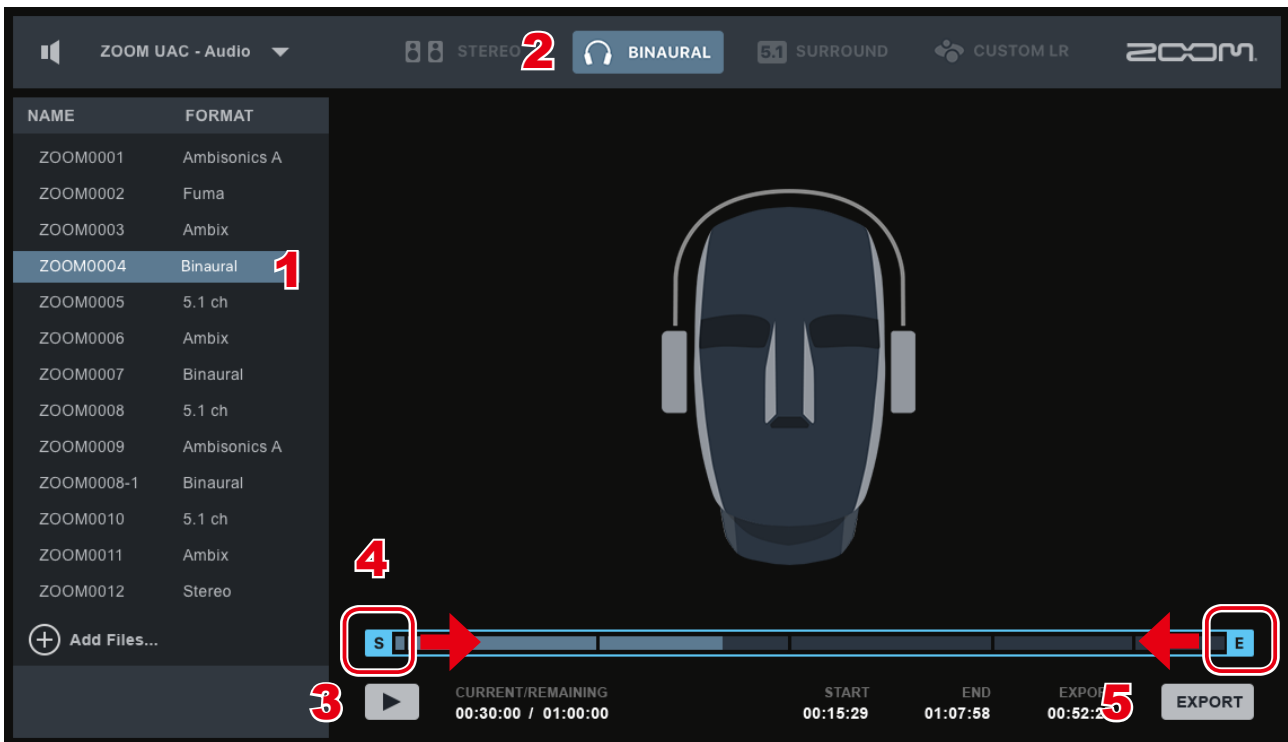 ZOOM UAC - Audio
STEREO
2
BINAURAL
5.1 SURROUND
CUSTOM LR
ZOOM
NAME FORMAT
ZOOM0001 Ambisonics A
ZOOM0002 Fuma
ZOOM0003 Ambix
ZOOM0004 Binaural 1
ZOOM0005 5.1 ch
ZOOM0006 Ambix
ZOOM0007 Binaural
ZOOM0008 5.1 ch
ZOOM0009 Ambisonics A
ZOOM0008-1 Binaural
ZOOM0010 5.1 ch
ZOOM0011 Ambix
ZOOM0012 Stereo
Add Files...
4
S E
3
CURRENT/REMAINING START END
00:30:00 / 01:00:00 00:15:29 01:07:58
5
EXPORT